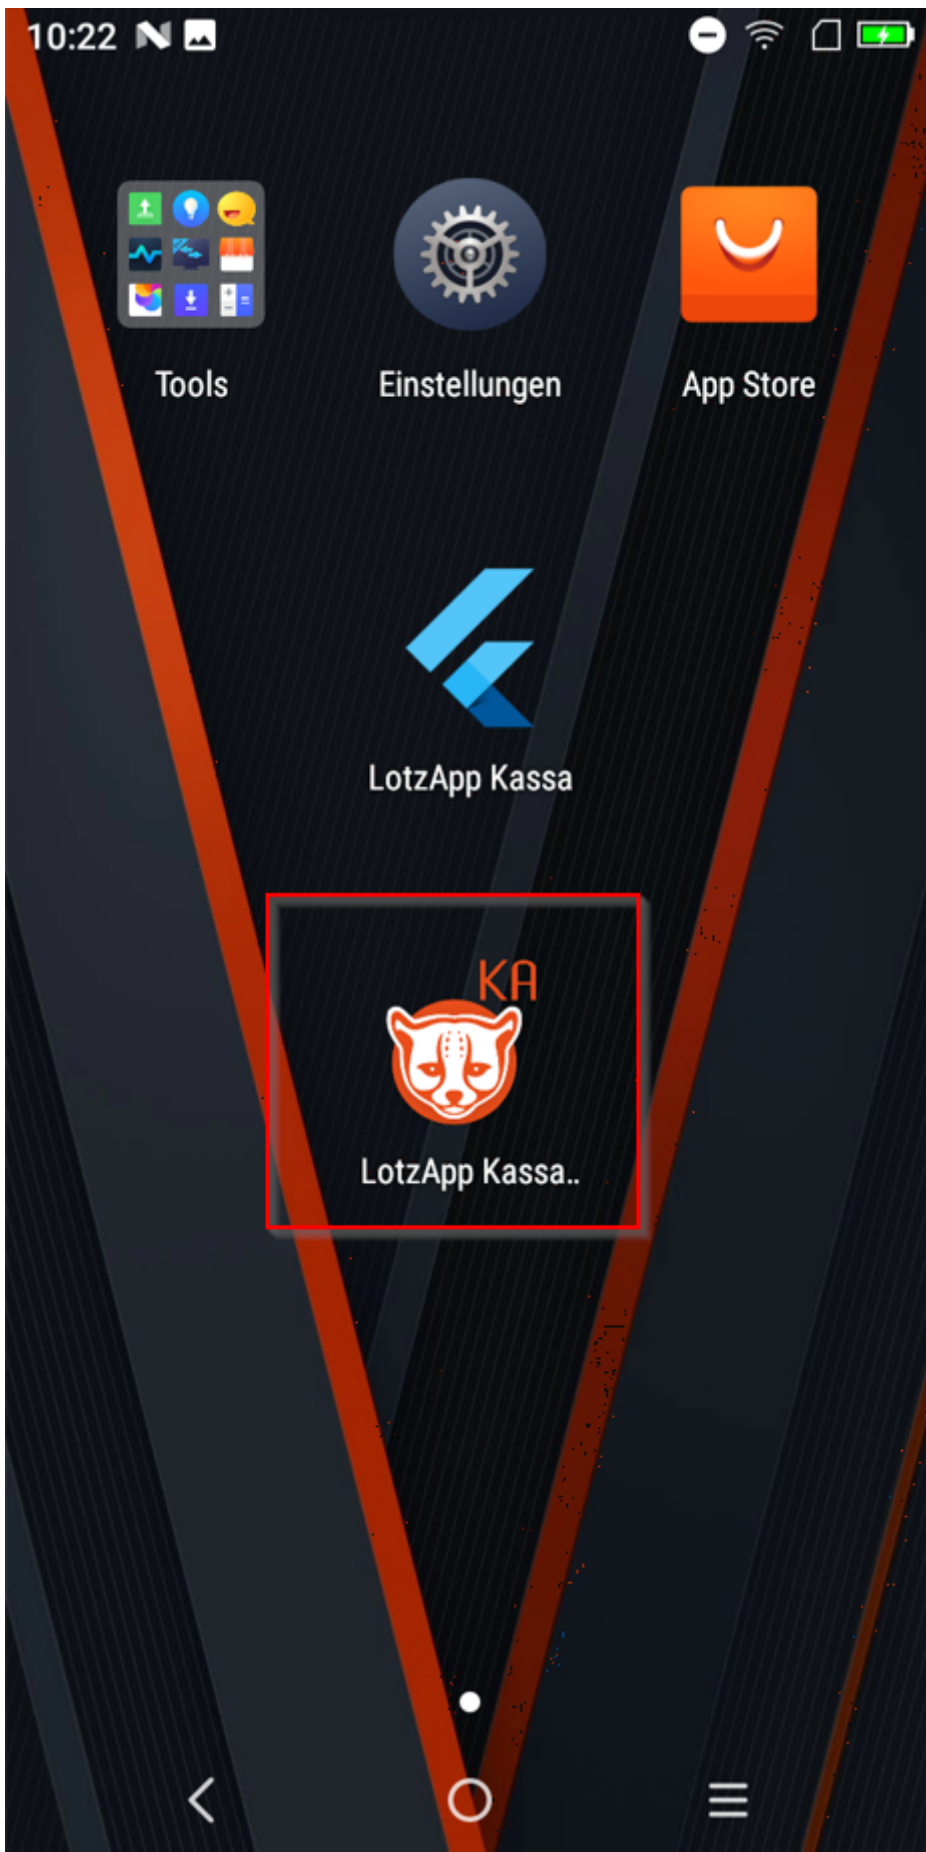 10:22
Tools
Einstellungen
App Store
LotzApp Kassa
KA
LotzApp Kassa..